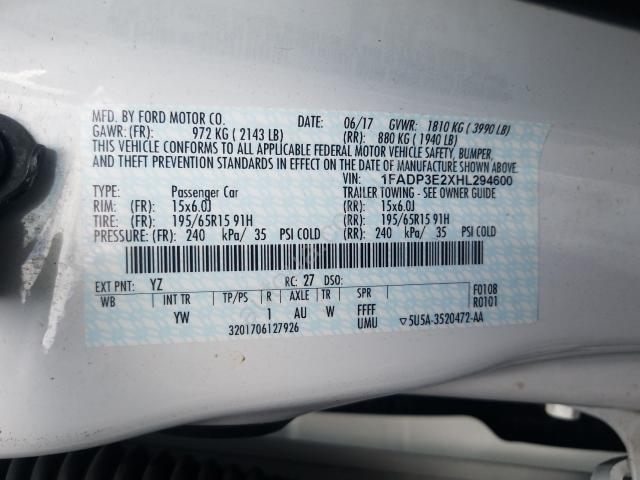 MFD. BY FORD MOTOR CO. DATE: 06/17 GVWR: 1810 KG ( 3990 LB)
GAWR: (FR): 972 KG ( 2143 LB) (RR): 880 KG ( 1940 LB)
THIS VEHICLE CONFORMS TO ALL APPLICABLE FEDERAL MOTOR VEHICLE SAFETY, BUMPER,
AND THEFT PREVENTION STANDARDS IN EFFECT ON THE DATE OF MANUFACTURE SHOWN ABOVE.
VIN: 1FADP3E2XHL294600
TYPE: Passenger Car TRAILER TOWING - SEE OWNER GUIDE
RIM: (FR): 15x6.0J (RR): 15x6.0J
TIRE: (FR): 195/65R15 91H (RR): 195/65R15 91H
PRESSURE: (FR): 240 kPa/ 35 PSI COLD (RR): 240 kPa/ 35 PSI COLD
EXT PNT: YZ RC: 27 DSO: F0108
WB INT TR TP/PS R AXLE TR SPR R0101
YW 1 AU W FFFF
3201706127926 UMU ▽5U5A-3520472-AA